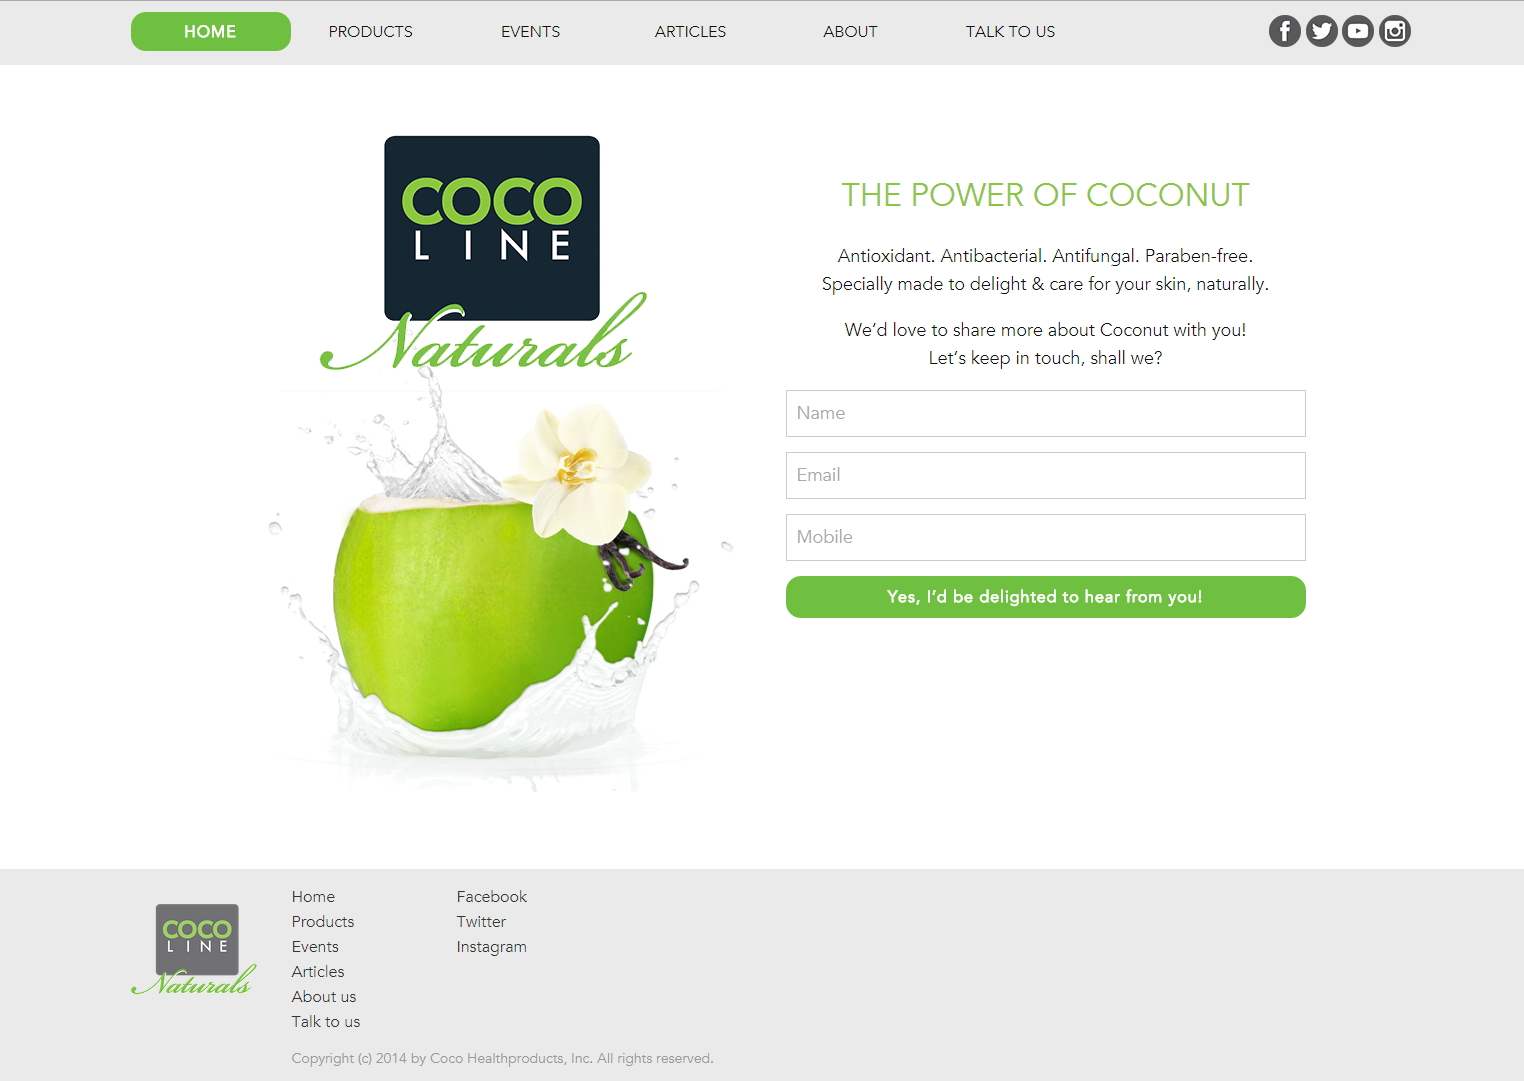 HOME
PRODUCTS
EVENTS
ARTICLES
ABOUT
TALK TO US
COCO
LINE
Naturals
THE POWER OF COCONUT
Antioxidant. Antibacterial. Antifungal. Paraben-free.
Specially made to delight & care for your skin, naturally.
We’d love to share more about Coconut with you!
Let’s keep in touch, shall we?
Name
Email
Mobile
Yes, I’d be delighted to hear from you!
COCO
LINE
Naturals
Home
Products
Events
Articles
About us
Talk to us
Facebook
Twitter
Instagram
Copyright (c) 2014 by Coco Healthproducts, Inc. All rights reserved.